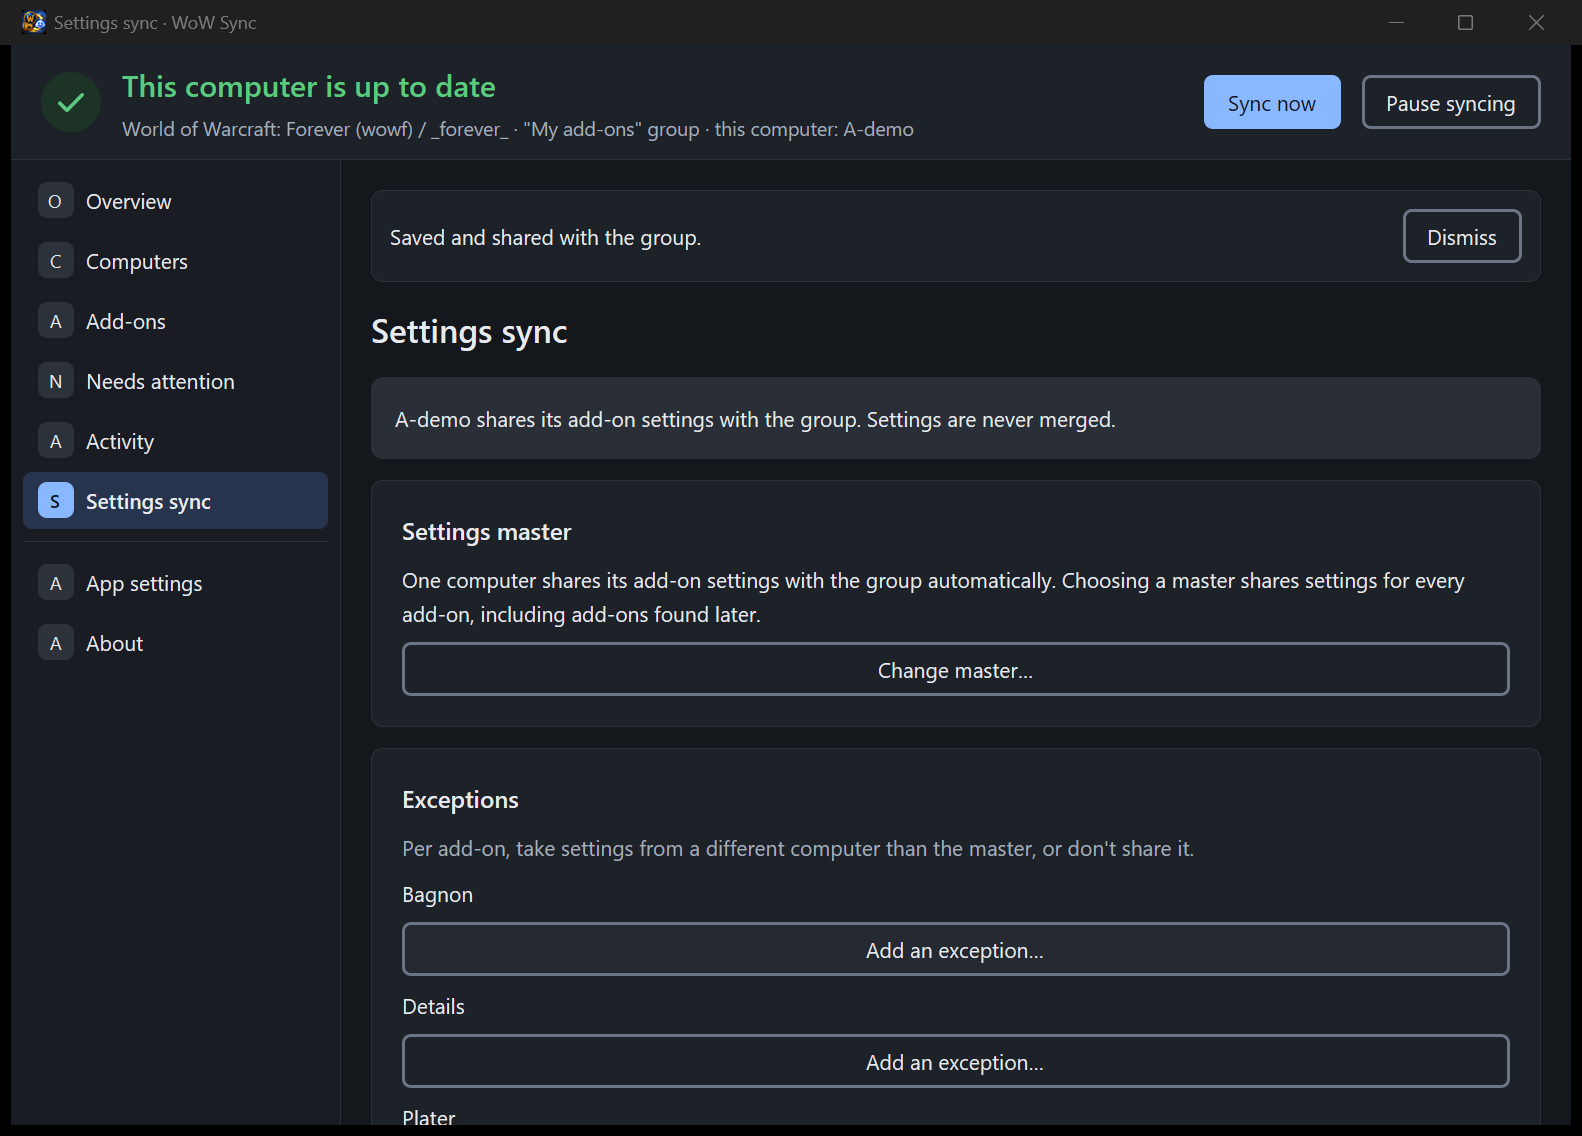 Settings sync · WoW Sync
This computer is up to date
World of Warcraft: Forever (wowf) / _forever_ · "My add-ons" group · this computer: A-demo
Sync now
Pause syncing
O Overview
C Computers
A Add-ons
N Needs attention
A Activity
S Settings sync
A App settings
A About
Saved and shared with the group.
Dismiss
Settings sync
A-demo shares its add-on settings with the group. Settings are never merged.
Settings master
One computer shares its add-on settings with the group automatically. Choosing a master shares settings for every
add-on, including add-ons found later.
Change master...
Exceptions
Per add-on, take settings from a different computer than the master, or don't share it.
Bagnon
Add an exception...
Details
Add an exception...
Plater